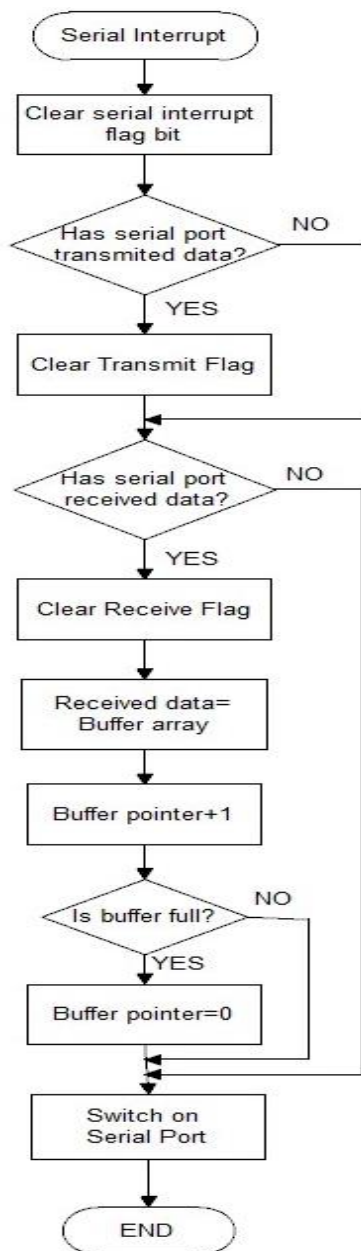 Serial Interrupt
Clear serial interrupt
flag bit
Has serial port
transmited data?
NO
YES
Clear Transmit Flag
Has serial port
received data?
NO
YES
Clear Receive Flag
Received data=
Buffer array
Buffer pointer+1
Is buffer full?
NO
YES
Buffer pointer=0
Switch on
Serial Port
END